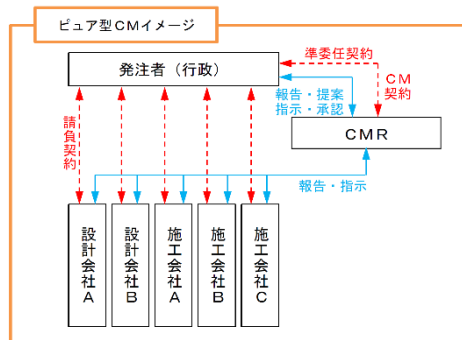 ピュア型CMイメージ
発注者（行政）
準委任契約
CM
契約
報告・提案
指示・承認
請負契約
CMR
報告・指示
設計会社A
設計会社B
施工会社A
施工会社B
施工会社C